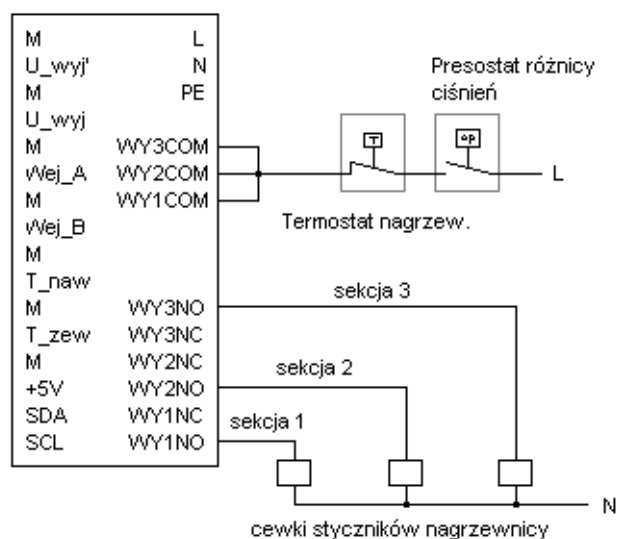 M L
U_wyj' N
M PE
U_wyj
M WY3COM
Wej_A WY2COM
M WY1COM
Wej_B
M
T_naw
M WY3NO
T_zew WY3NC
M WY2NC
+5V WY2NO
SDA WY1NC
SCL WY1NO
Presostat różnicy
ciśnień
T
ΔP
L
Termostat nagrzew.
sekcja 3
sekcja 2
sekcja 1
N
cewki styczników nagrzewnicy